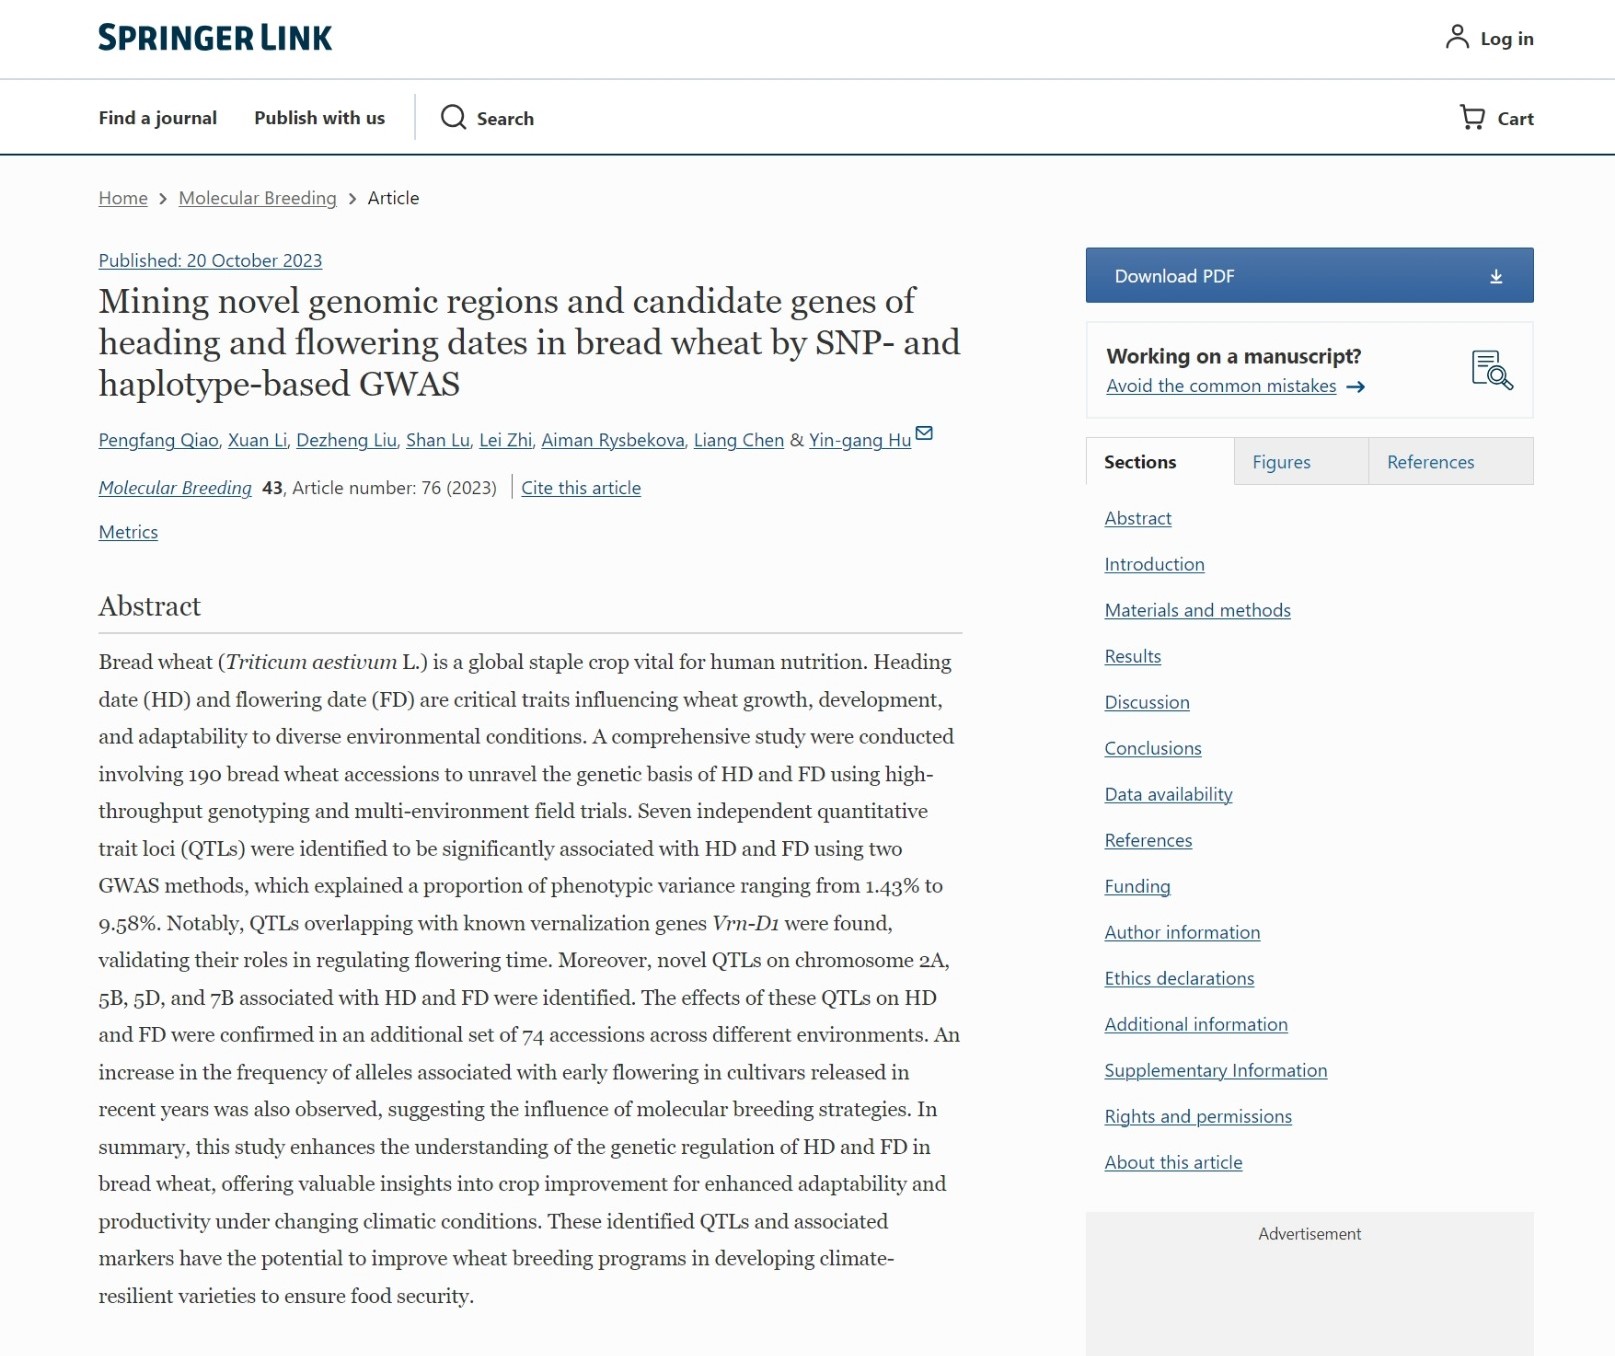 SPRINGER LINK
Log in
Find a journal
Publish with us
Search
Cart
Home > Molecular Breeding > Article
Published: 20 October 2023
Mining novel genomic regions and candidate genes of
heading and flowering dates in bread wheat by SNP- and
haplotype-based GWAS
Pengfang Qiao, Xuan Li, Dezheng Liu, Shan Lu, Lei Zhi, Aiman Rysbekova, Liang Chen & Yin-gang Hu
Molecular Breeding 43, Article number: 76 (2023) | Cite this article
Metrics
Abstract
Bread wheat (Triticum aestivum L.) is a global staple crop vital for human nutrition. Heading
date (HD) and flowering date (FD) are critical traits influencing wheat growth, development,
and adaptability to diverse environmental conditions. A comprehensive study were conducted
involving 190 bread wheat accessions to unravel the genetic basis of HD and FD using high-
throughput genotyping and multi-environment field trials. Seven independent quantitative
trait loci (QTLs) were identified to be significantly associated with HD and FD using two
GWAS methods, which explained a proportion of phenotypic variance ranging from 1.43% to
9.58%. Notably, QTLs overlapping with known vernalization genes Vrn-D1 were found,
validating their roles in regulating flowering time. Moreover, novel QTLs on chromosome 2A,
5B, 5D, and 7B associated with HD and FD were identified. The effects of these QTLs on HD
and FD were confirmed in an additional set of 74 accessions across different environments. An
increase in the frequency of alleles associated with early flowering in cultivars released in
recent years was also observed, suggesting the influence of molecular breeding strategies. In
summary, this study enhances the understanding of the genetic regulation of HD and FD in
bread wheat, offering valuable insights into crop improvement for enhanced adaptability and
productivity under changing climatic conditions. These identified QTLs and associated
markers have the potential to improve wheat breeding programs in developing climate-
resilient varieties to ensure food security.
Download PDF
Working on a manuscript?
Avoid the common mistakes →
Sections
Figures
References
Abstract
Introduction
Materials and methods
Results
Discussion
Conclusions
Data availability
References
Funding
Author information
Ethics declarations
Additional information
Supplementary Information
Rights and permissions
About this article
Advertisement